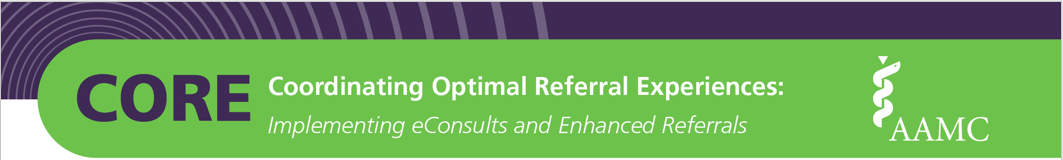 CORE
Coordinating Optimal Referral Experiences:
Implementing eConsults and Enhanced Referrals
AAMC